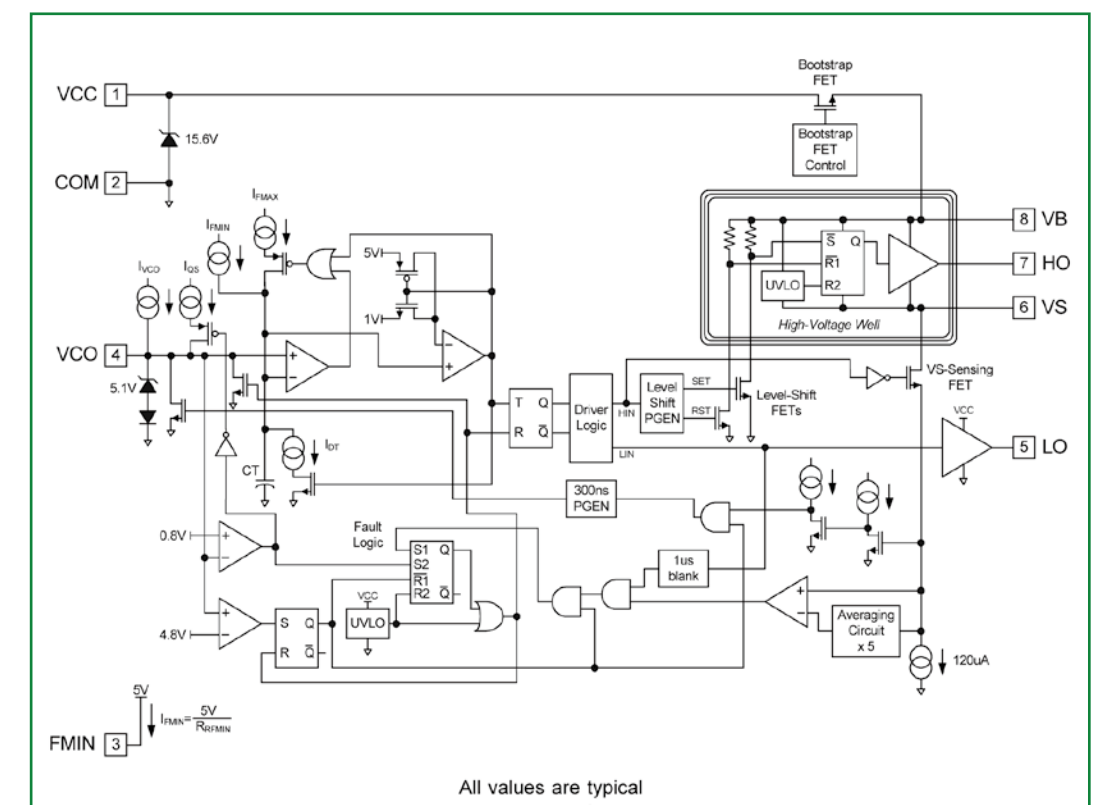 Bootstrap
FET
VCC 1
15.6V
Bootstrap
FET
Control
COM 2
IFMAX
IFMIN
IVCO
IQS
5V
1V
8 VB
S Q
R1
R2
UVLO
7 HO
6 VS
High-Voltage Well
VCO 4
5.1V
VS-Sensing
FET
T Q
R Q
Driver
Logic
HIN
LIN
Level
Shift
PGEN
SET
RST
Level-Shift
FETs
VCC
5 LO
IDT
CT
300ns
PGEN
Fault
Logic
0.8V
S1 Q
S2
R1
R2 Q
1us
blank
VCC
UVLO
4.8V
S Q
R Q
Averaging
Circuit
x 5
120uA
5V
IFMIN= 5V
RRFMIN
FMIN 3
All values are typical